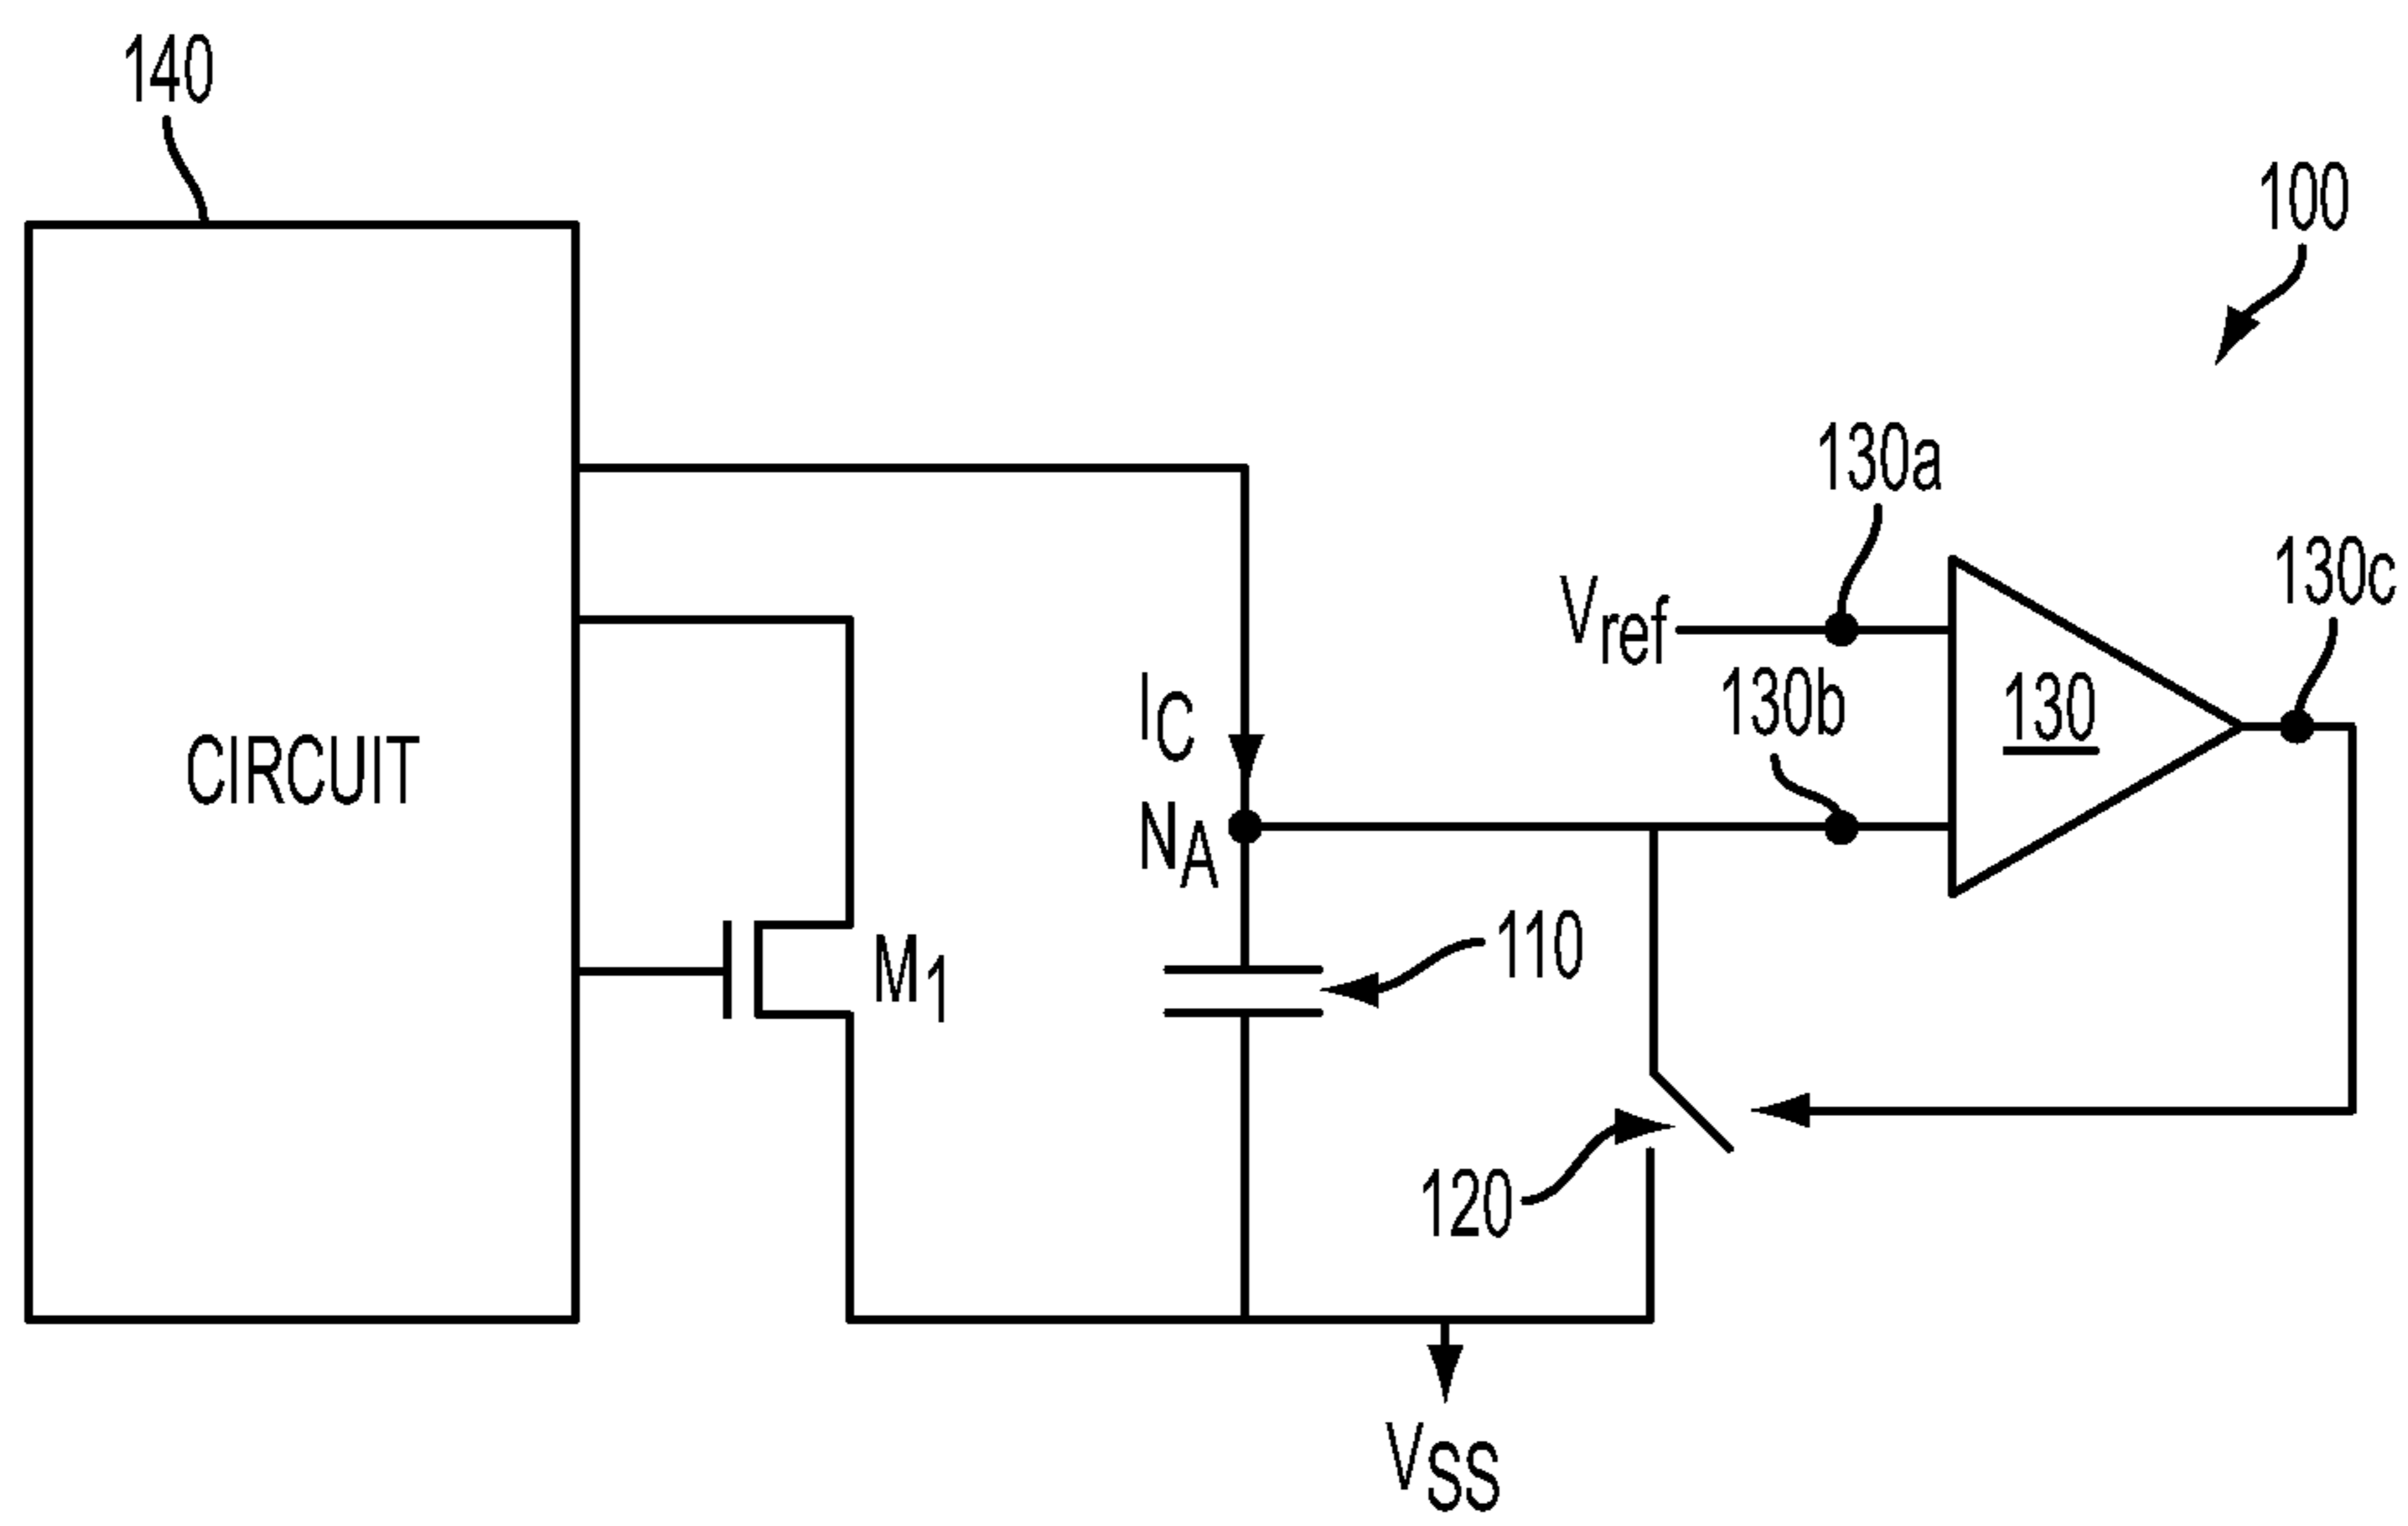 140
100
130a
130c
Vref
130b
130
IC
CIRCUIT
NA
110
M1
120
VSS